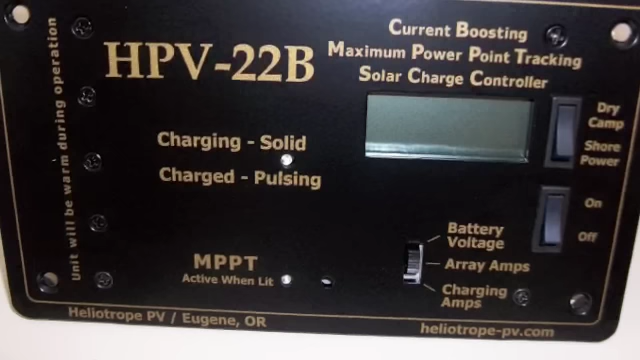 Current Boosting
Maximum Power Point Tracking
Solar Charge Controller
HPV-22B
Unit will be warm during operation
Charging - Solid
Charged - Pulsing
Dry
Camp
Shore
Power
On
Off
Battery
Voltage
Array Amps
Charging
Amps
MPPT
Active When Lit
Heliotrope PV / Eugene, OR
heliotrope-pv.com